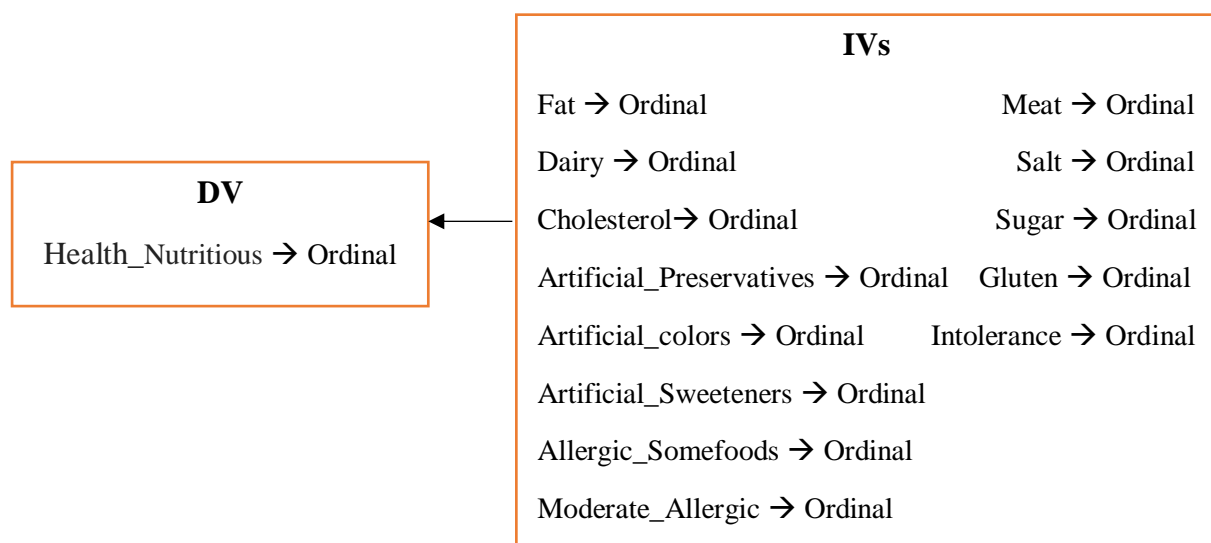 DV
Health_Nutritious → Ordinal
IVs
Fat → Ordinal
Meat → Ordinal
Dairy → Ordinal
Salt → Ordinal
Cholesterol→ Ordinal
Sugar → Ordinal
Artificial_Preservatives → Ordinal
Gluten → Ordinal
Artificial_colors → Ordinal
Intolerance → Ordinal
Artificial_Sweeteners → Ordinal
Allergic_Somefoods → Ordinal
Moderate_Allergic → Ordinal